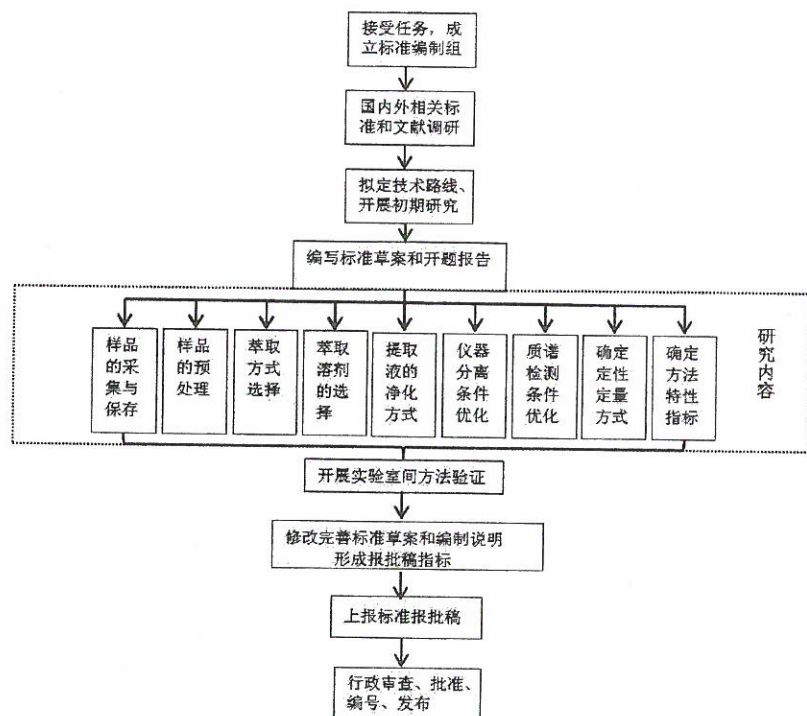 接受任务，成
立标准编制组
国内外相关标
准和文献调研
拟定技术路线、
开展初期研究
编写标准草案和开题报告
样品
的采
集与
保存
样品
的预
处理
萃取
方式
选择
萃取
溶剂
的选
择
提取
液的
净化
方式
仪器
分离
条件
优化
质谱
检测
条件
优化
确定
定性
定量
方式
确定
方法
特性
指标
研究内容
开展实验室间方法验证
修改完善标准草案和编制说明
形成报批稿指标
上报标准报批稿
行政审查、批准、
编号、发布